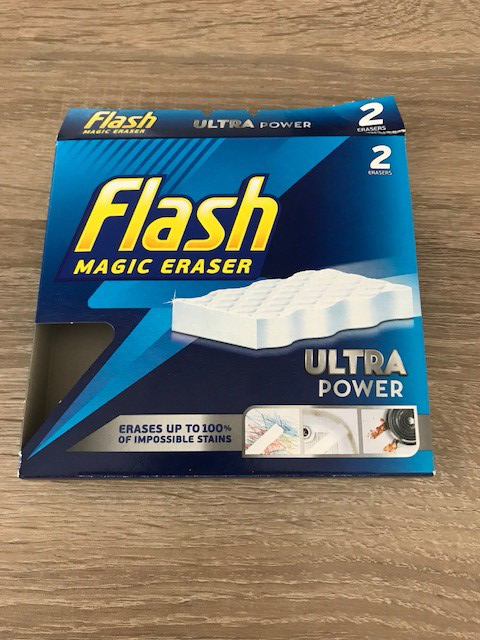 Flash
MAGIC ERASER
ULTRA POWER
2
ERASERS
2
ERASERS
Flash
MAGIC ERASER
ULTRA
POWER
ERASES UP TO 100%
OF IMPOSSIBLE STAINS